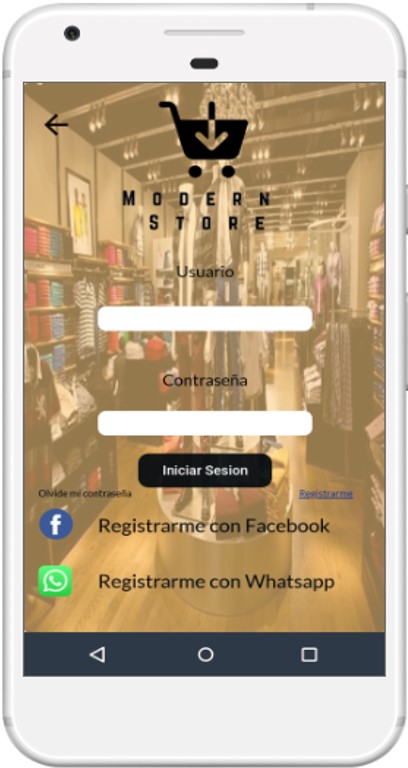 MODERN
STORE
Usuario
Contraseña
Iniciar Sesion
Olvide mi contraseña
Registrarme
Registrarme con Facebook
Registrarme con Whatsapp